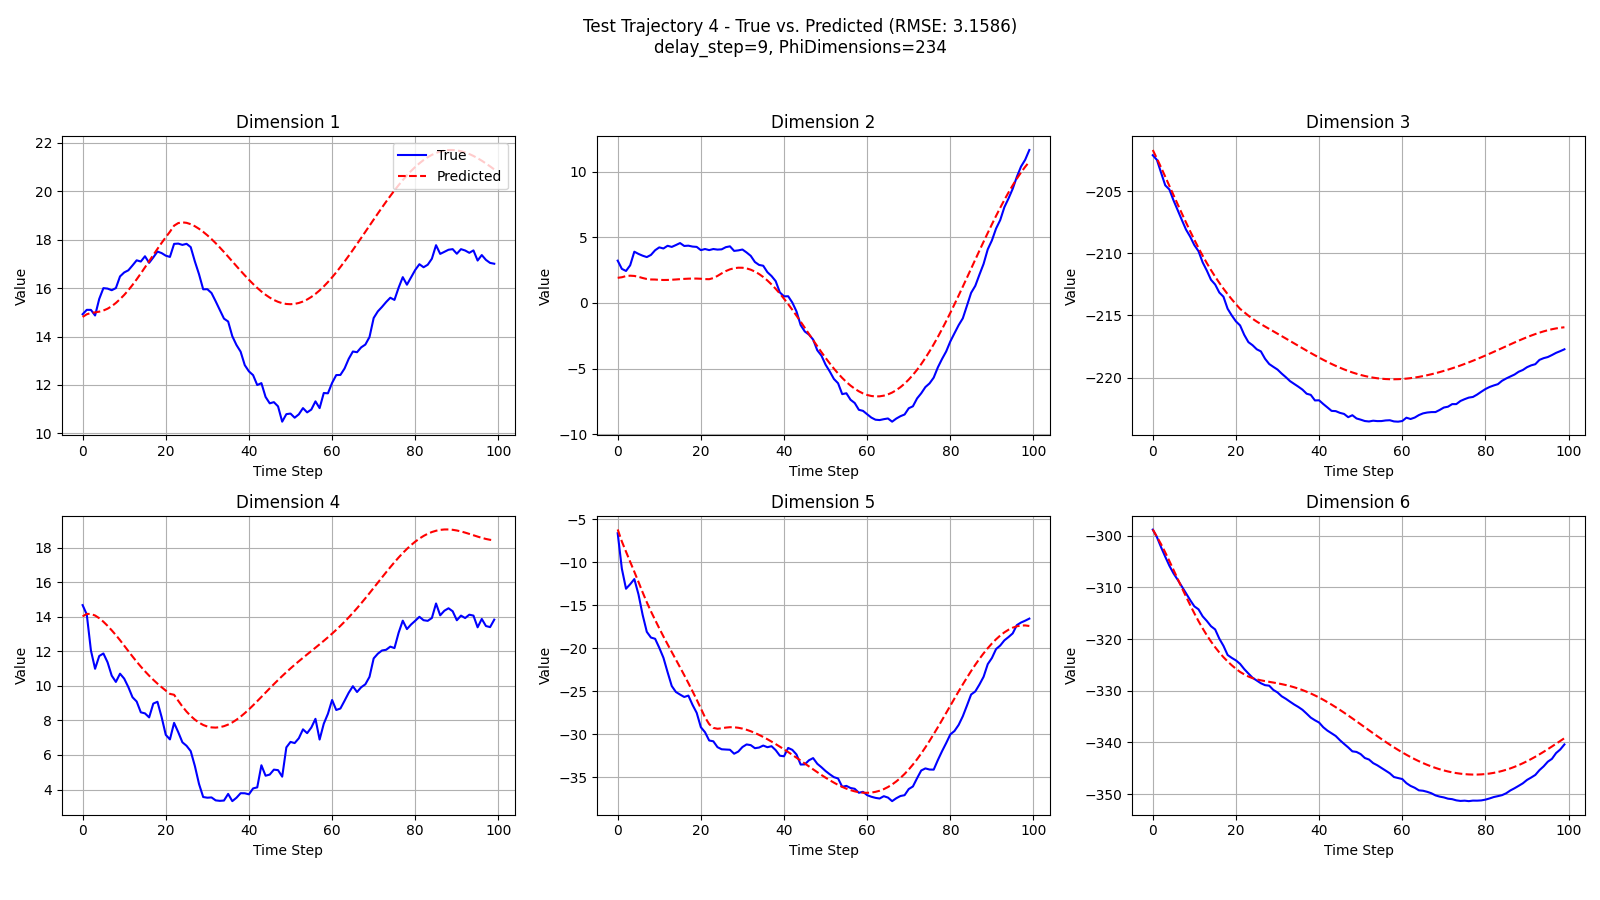 Test Trajectory 4 - True vs. Predicted (RMSE: 3.1586)
delay_step=9, PhiDimensions=234
Dimension 1
22
20
18
16
14
12
10
Value
0 20 40 60 80 100
Time Step
True
Predicted
Dimension 2
10
5
0
−5
−10
Value
0 20 40 60 80 100
Time Step
Dimension 3
−205
−210
−215
−220
Value
0 20 40 60 80 100
Time Step
Dimension 4
18
16
14
12
10
8
6
4
Value
0 20 40 60 80 100
Time Step
Dimension 5
−5
−10
−15
−20
−25
−30
−35
Value
0 20 40 60 80 100
Time Step
Dimension 6
−300
−310
−320
−330
−340
−350
Value
0 20 40 60 80 100
Time Step